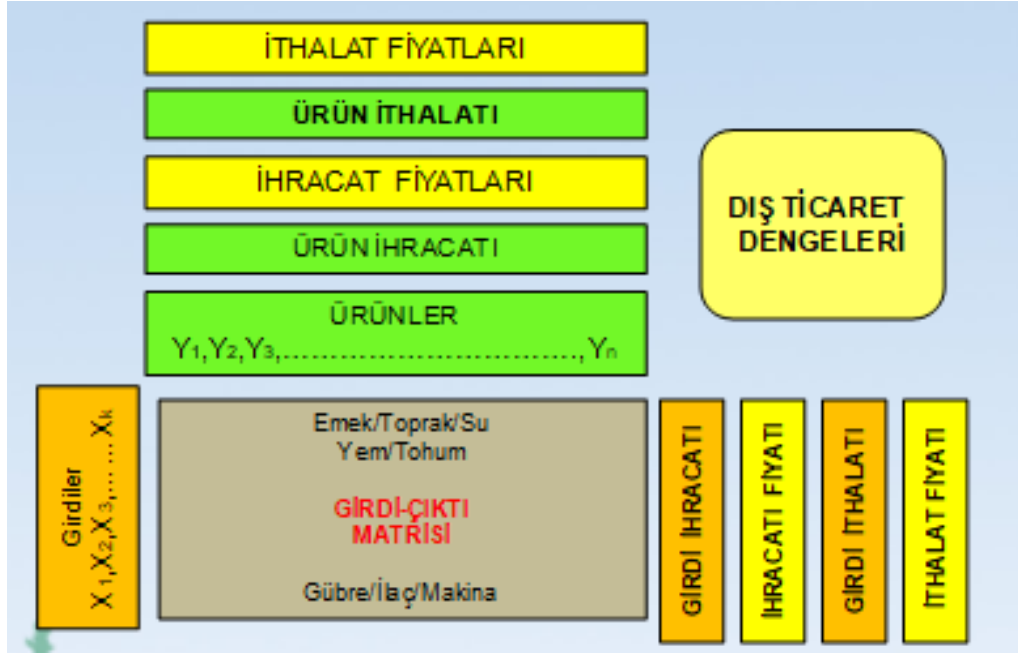 İTHALAT FİYATLARI
ÜRÜN İTHALATI
İHRACAT FİYATLARI
ÜRÜN İHRACATI
DIŞ TİCARET
DENGELERİ
ÜRÜNLER
Y1,Y2,Y3,……………………………., Yn
Girdiler
X1,X2,X3,… … Xk
Emek/Toprak/Su
Yem/Tohum
GİRDİ-ÇIKTI
MATRİSİ
Gübre/İlaç/Makina
GİRDİ IHRACATI
IHRACATI FİYATI
GİRDİ İTHALATI
İTHALAT FİYATI